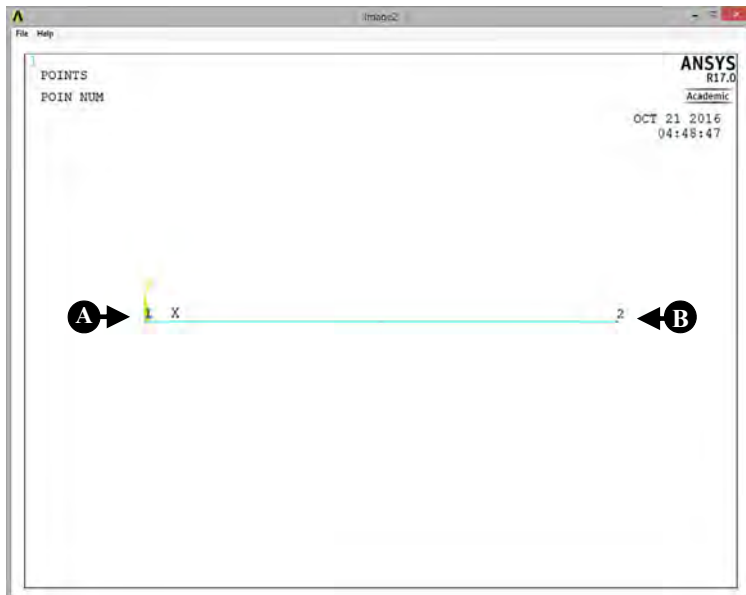 Image2
File Help
1
POINTS
POIN NUM
ANSYS
R17.0
Academic
OCT 21 2016
04:48:47
A
1 X
2
B